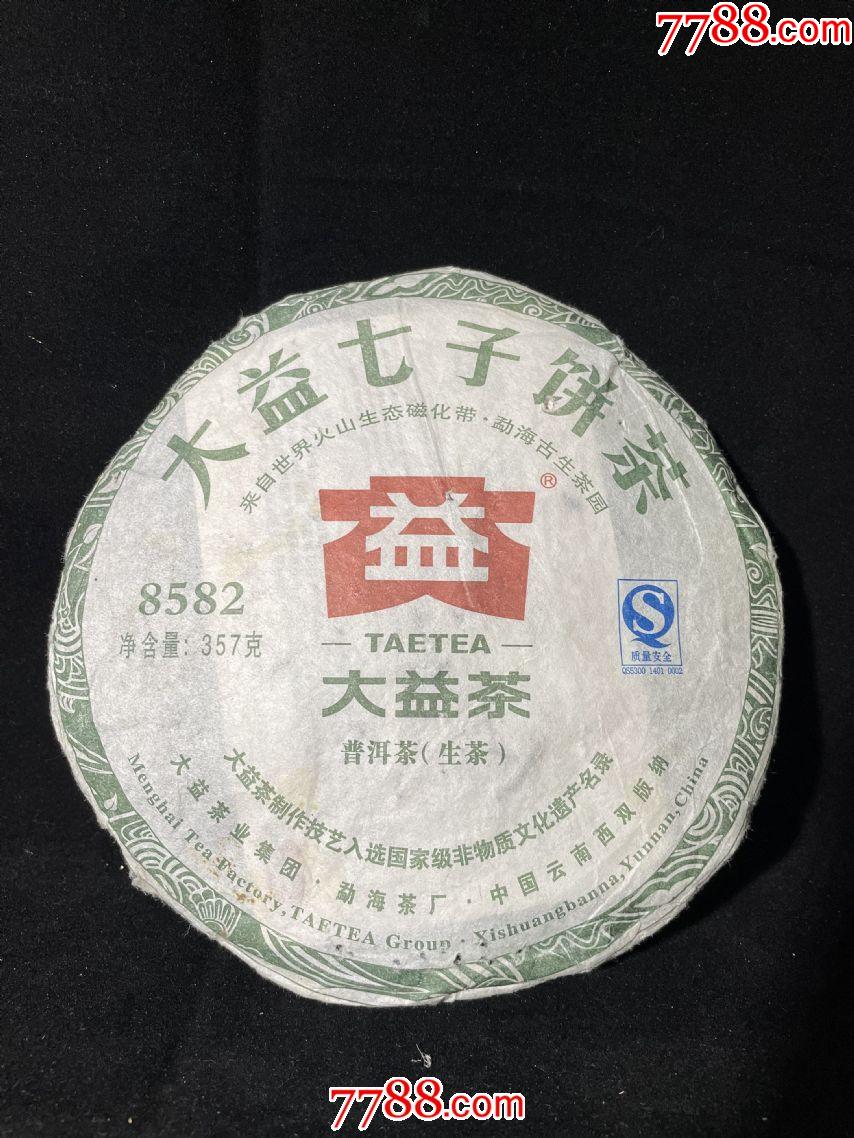 7788.com
大益七子饼茶
来自世界火山生态磁化带·勐海古生茶园
益
®
8582
净含量: 357克
TAETEA
大益茶
普洱茶(生茶)
质量安全
QS5300 1401 0002
大益茶制作技艺入选国家级非物质文化遗产名录
大益茶业集团·勐海茶厂·中国云南西双版纳
Menghai Tea Factory,TAETEA Group·Xishuangbanna,Yunnan,China
7788.com